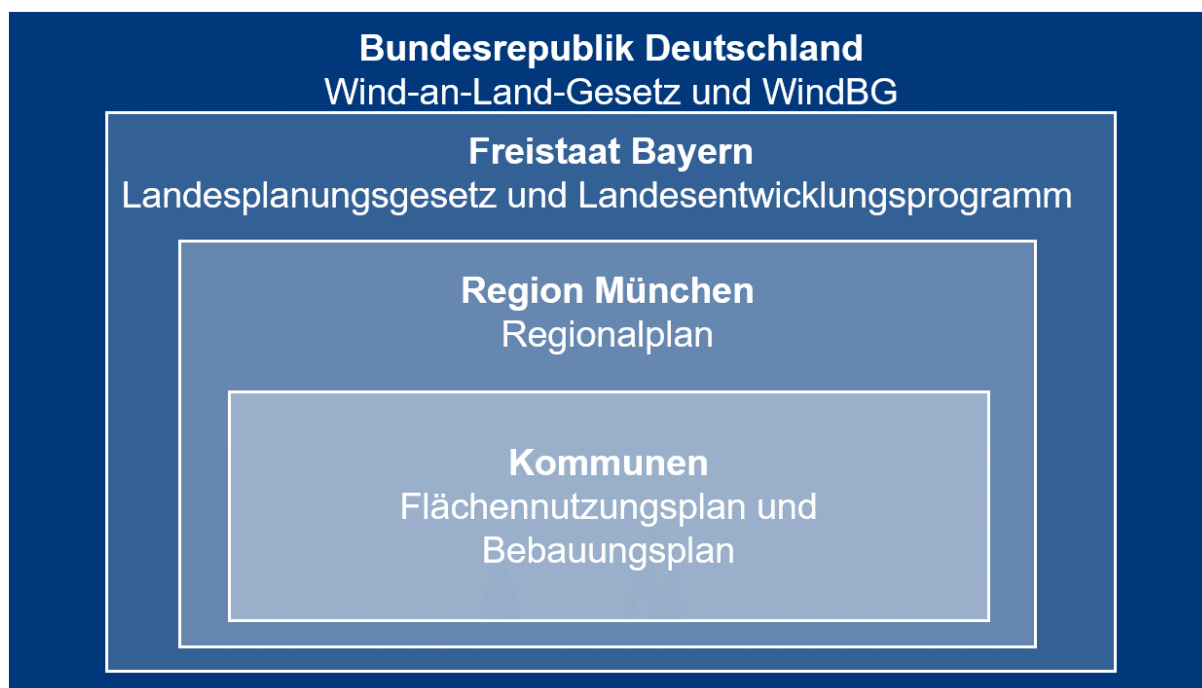 Bundesrepublik Deutschland
Wind-an-Land-Gesetz und WindBG
Freistaat Bayern
Landesplanungsgesetz und Landesentwicklungsprogramm
Region München
Regionalplan
Kommunen
Flächennutzungsplan und
Bebauungsplan